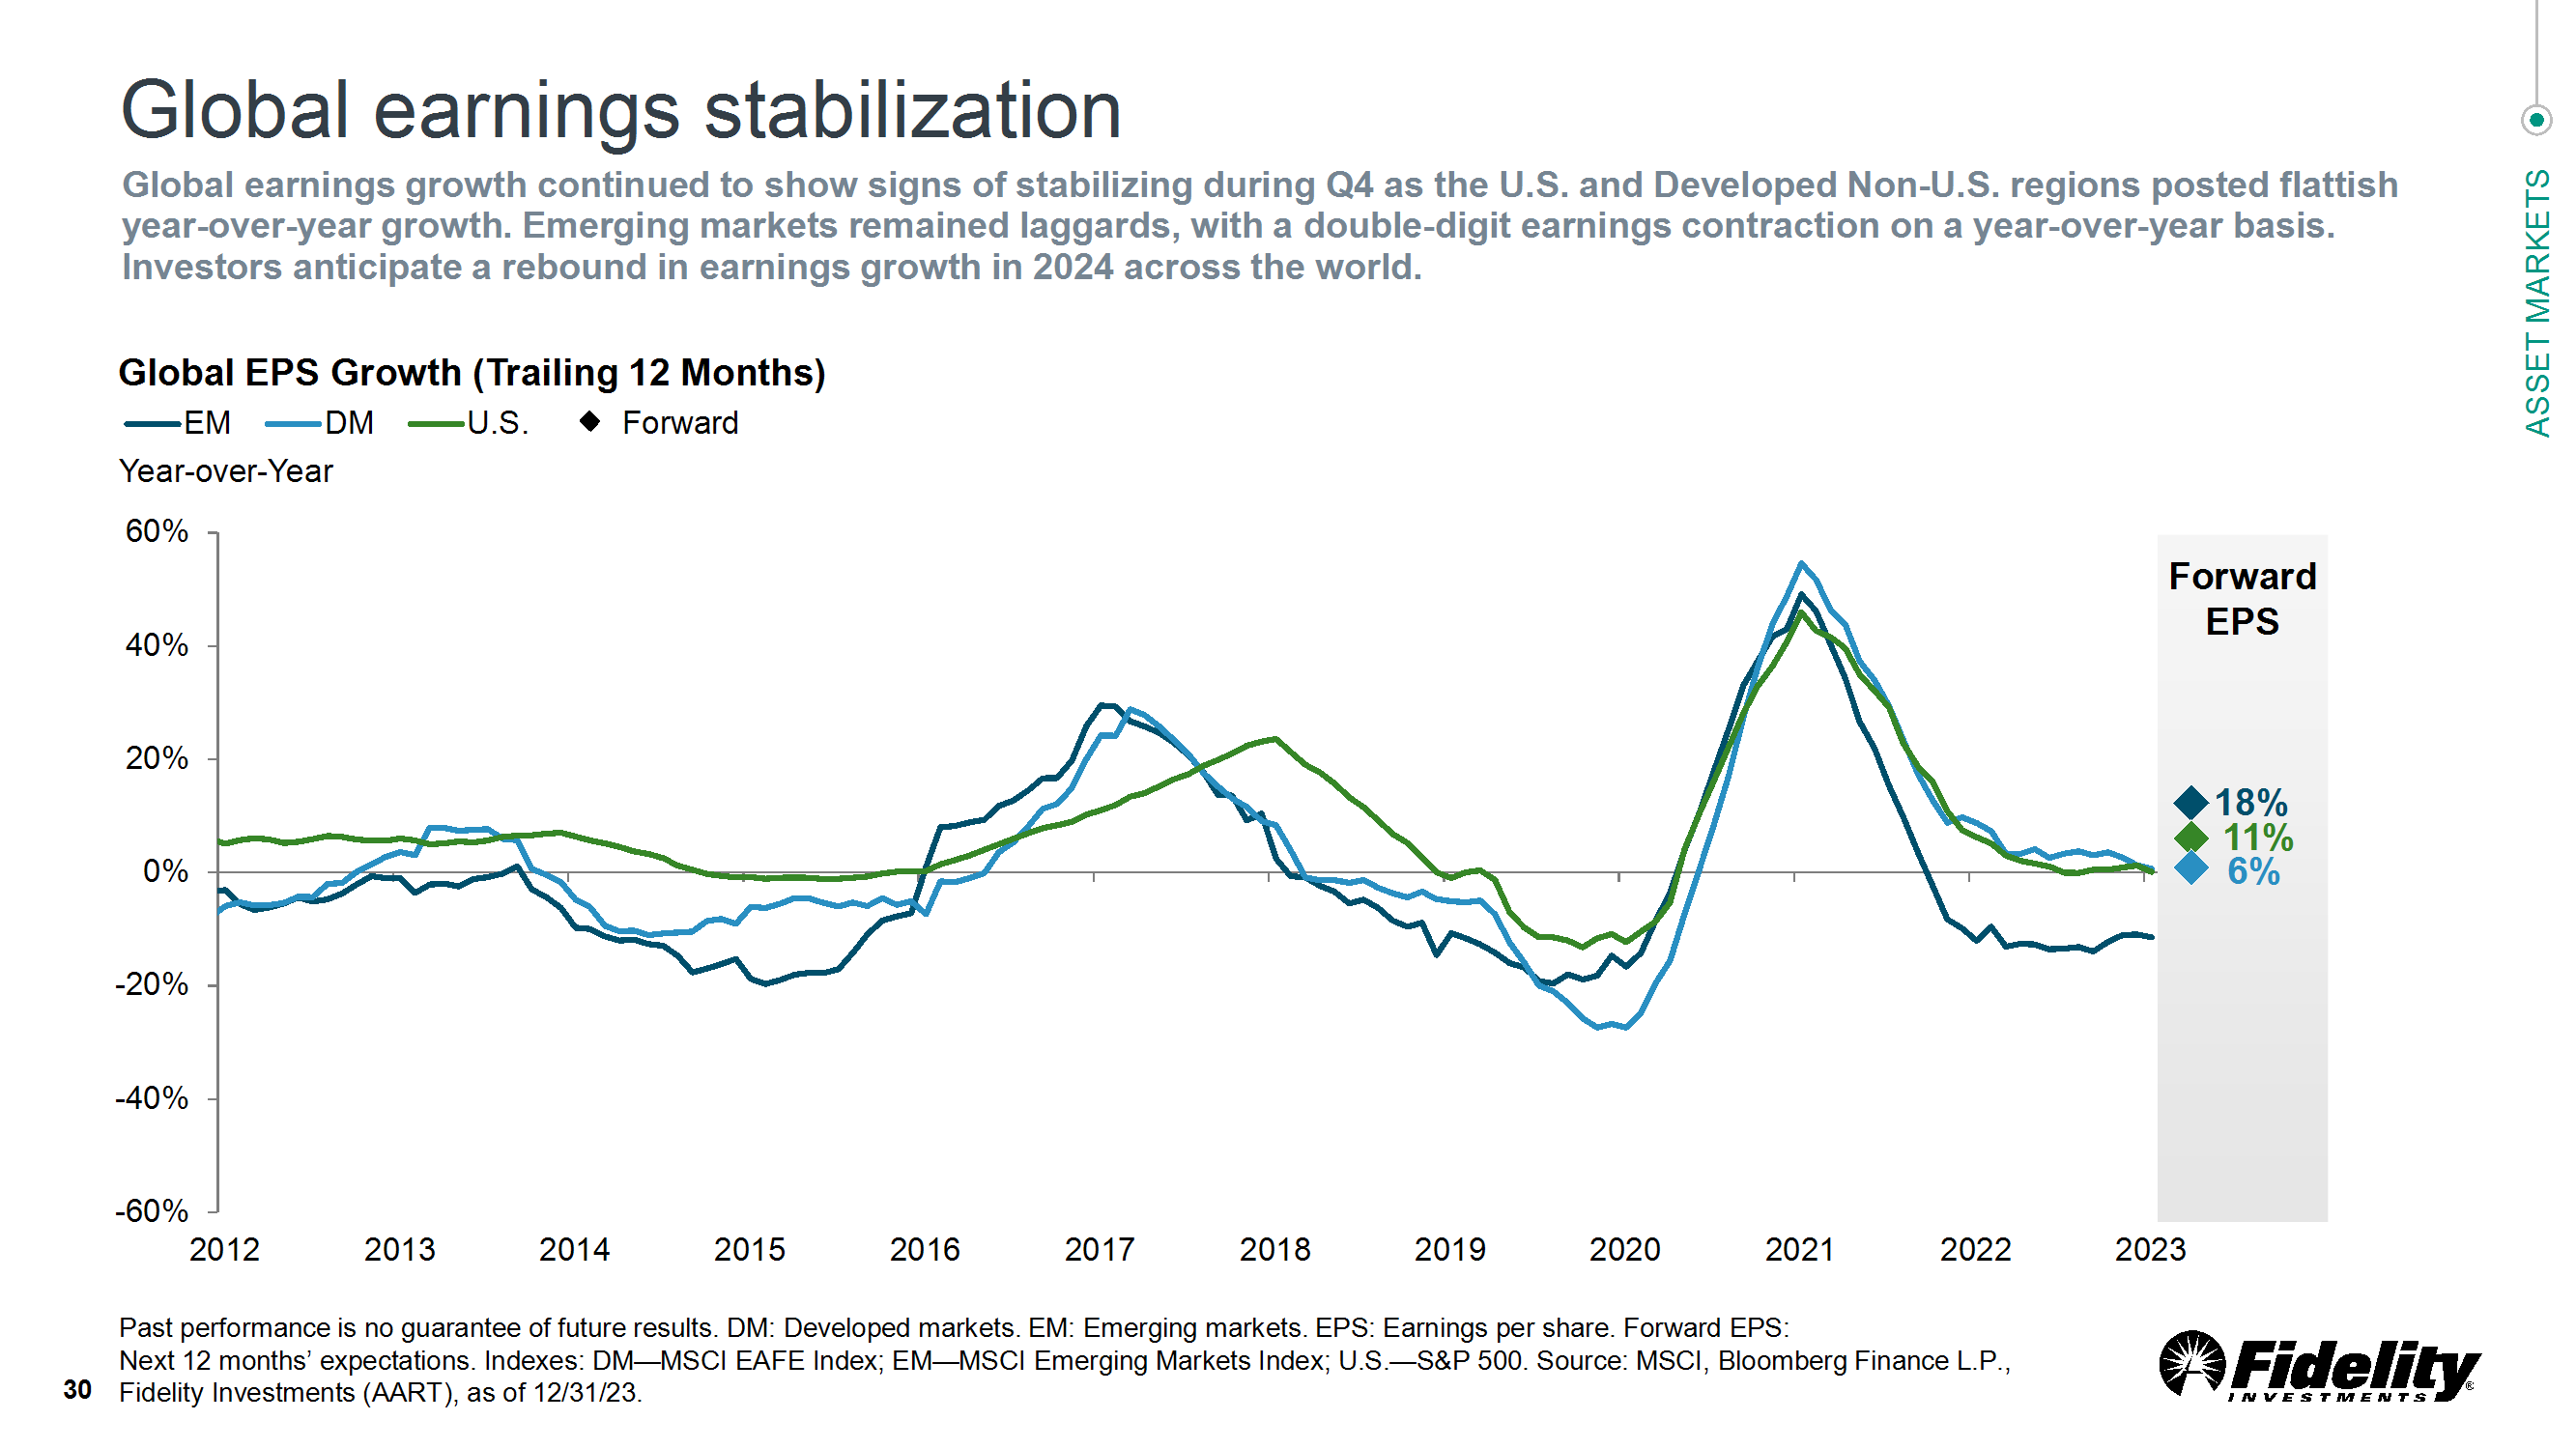 Global earnings stabilization
Global earnings growth continued to show signs of stabilizing during Q4 as the U.S. and Developed Non-U.S. regions posted flattish
year-over-year growth. Emerging markets remained laggards, with a double-digit earnings contraction on a year-over-year basis.
Investors anticipate a rebound in earnings growth in 2024 across the world.
ASSET MARKETS
Global EPS Growth (Trailing 12 Months)
EM DM U.S. Forward
Year-over-Year
60%
40%
20%
0%
-20%
-40%
-60%
Forward
EPS
18%
11%
6%
2012 2013 2014 2015 2016 2017 2018 2019 2020 2021 2022 2023
Past performance is no guarantee of future results. DM: Developed markets. EM: Emerging markets. EPS: Earnings per share. Forward EPS:
Next 12 months’ expectations. Indexes: DM—MSCI EAFE Index; EM—MSCI Emerging Markets Index; U.S.—S&P 500. Source: MSCI, Bloomberg Finance L.P.,
Fidelity Investments (AART), as of 12/31/23.
30
Fidelity®
INVESTMENTS